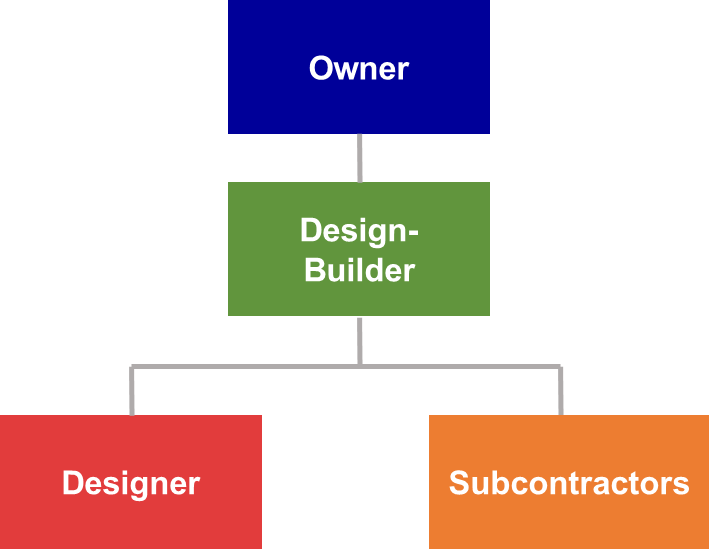 Owner
Design-
Builder
Designer
Subcontractors